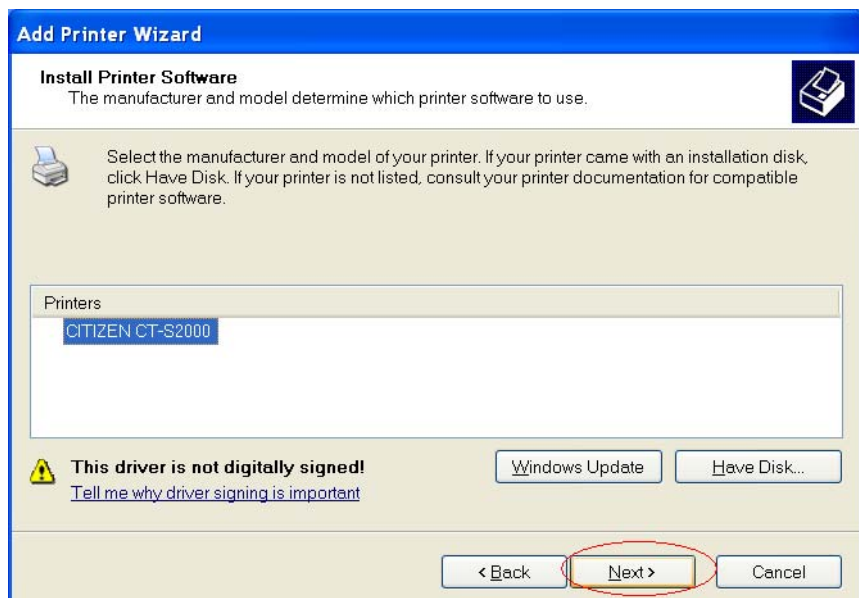 Add Printer Wizard
Install Printer Software
The manufacturer and model determine which printer software to use.
Select the manufacturer and model of your printer. If your printer came with an installation disk,
click Have Disk. If your printer is not listed, consult your printer documentation for compatible
printer software.
Printers
CITIZEN CT-S2000
This driver is not digitally signed!
Tell me why driver signing is important
Windows Update
Have Disk...
< Back
Next >
Cancel